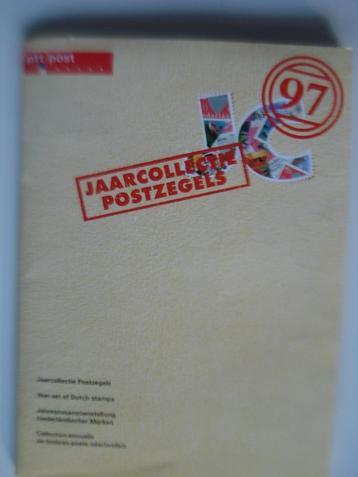 ptt post
97
JAARCOLLECTIE
POSTZEGELS
Jaarcollectie Postzegels
Year set of Dutch stamps
Jahreszusammenstellung
niederländischer Marken
Collection annuelle
de timbres-poste néerlandais